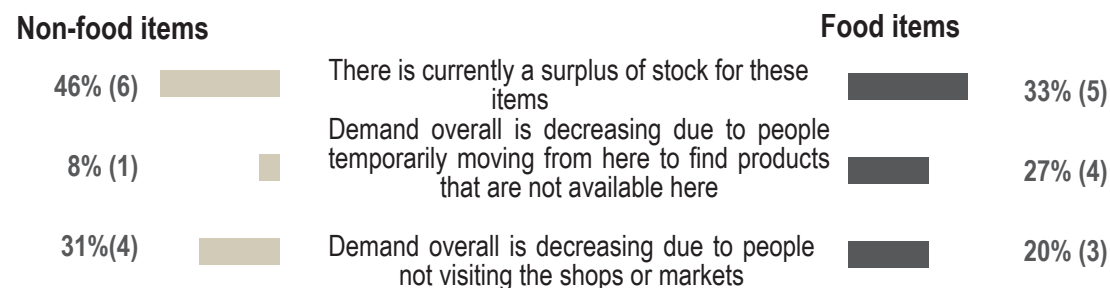 Non-food items
Food items
46% (6)
There is currently a surplus of stock for these
items
33% (5)
8% (1)
Demand overall is decreasing due to people
temporarily moving from here to find products
that are not available here
27% (4)
31%(4)
Demand overall is decreasing due to people
not visiting the shops or markets
20% (3)